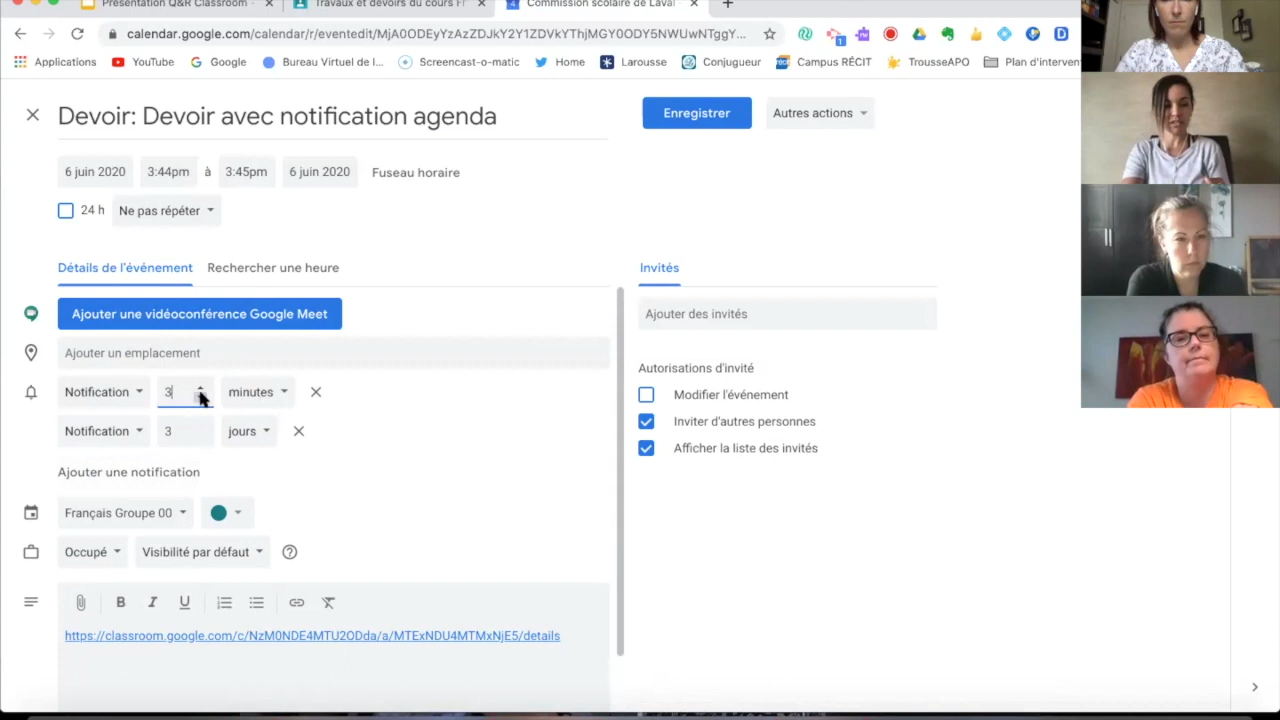 Présentation Q&R Classroom -
Travaux et devoirs du cours Fr
Commission scolaire de Laval -
calendar.google.com/calendar/r/eventedit/MjA0ODEyYzAzZDJkY2Y1ZDVkYThjMGY0ODY5NWUwNTggY...
Applications
YouTube
Google
Bureau Virtuel de l...
Screencast-o-matic
Home
Larousse
Conjugueur
Campus RÉCIT
TrousseAPO
Plan d'interven
Devoir: Devoir avec notification agenda
Enregistrer
Autres actions
6 juin 2020 3:44pm à 3:45pm 6 juin 2020 Fuseau horaire
24 h Ne pas répéter
Détails de l'événement Rechercher une heure
Invités
Ajouter une vidéoconférence Google Meet
Ajouter des invités
Ajouter un emplacement
Autorisations d'invité
Notification 3 minutes
Modifier l'événement
Inviter d'autres personnes
Notification 3 jours
Afficher la liste des invités
Ajouter une notification
Français Groupe 00
Occupé Visibilité par défaut
B I U
https://classroom.google.com/c/NzM0NDE4MTU2ODda/a/MTExNDU4MTMxNjE5/details